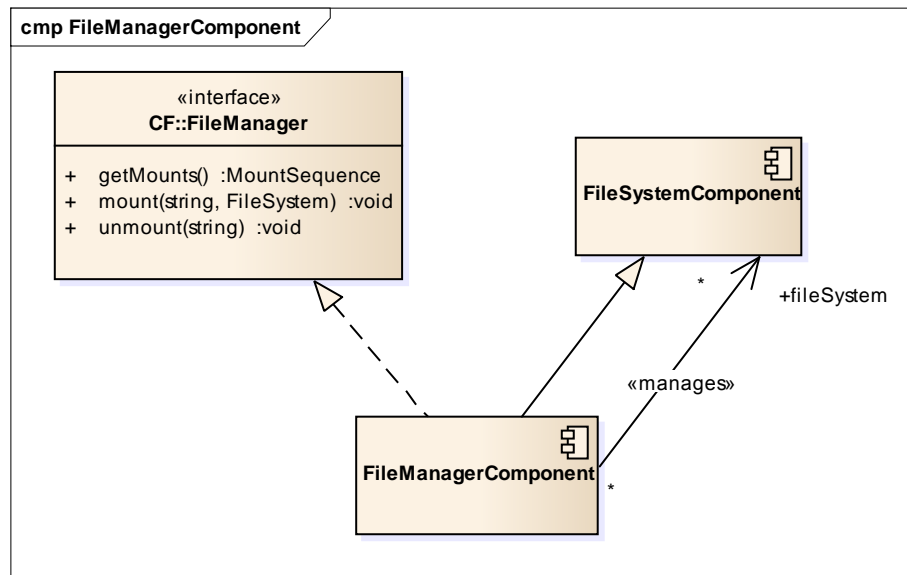 cmp FileManagerComponent
«interface»
CF::FileManager
+ getMounts() :MountSequence
+ mount(string, FileSystem) :void
+ unmount(string) :void
FileSystemComponent
*
+fileSystem
«manages»
FileManagerComponent
*